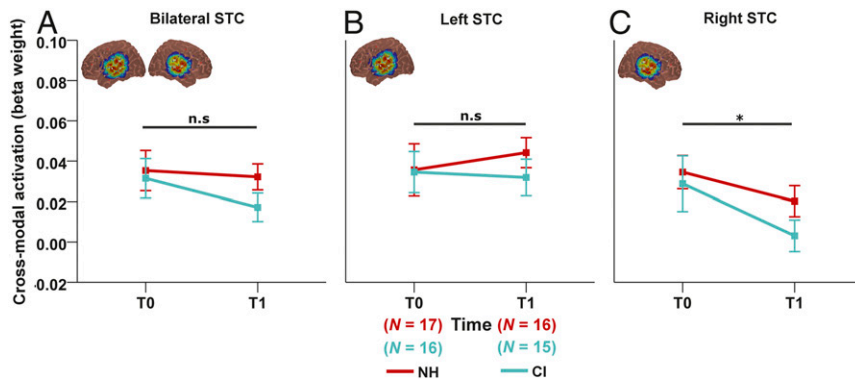 A Bilateral STC
B Left STC
C Right STC
Cross-modal activation (beta weight)
0.10
0.08
0.06
0.04
0.02
0.00
0.02
n.s
n.s
*
T0 T1
T0 T1
T0 T1
(N = 17) Time (N = 16)
(N = 16) (N = 15)
NH CI